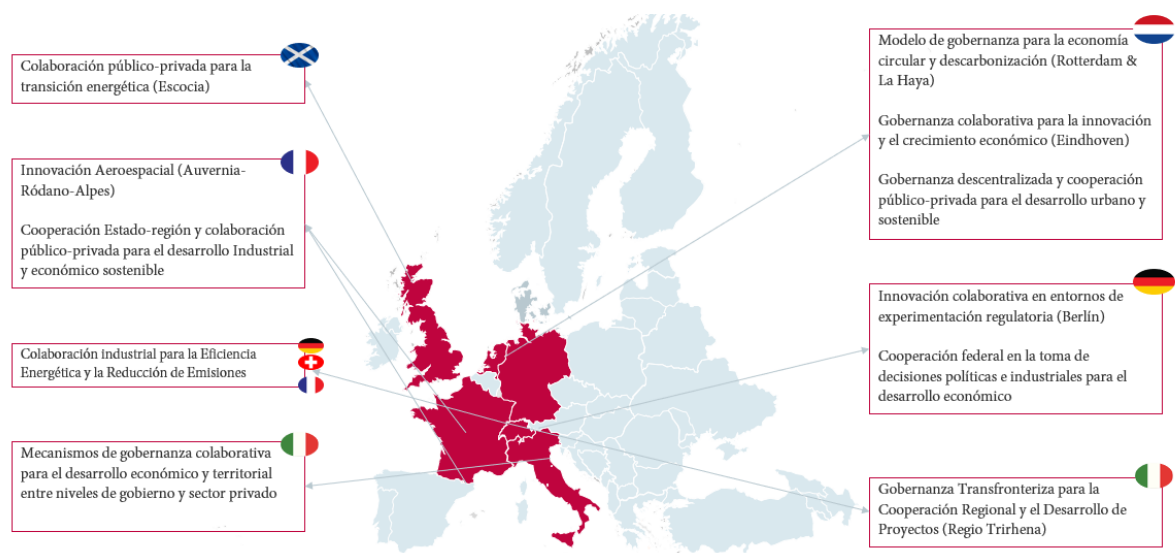 Colaboración público-privada para la
transición energética (Escocia)
Innovación Aeroespacial (Auvernia-
Ródano-Alpes)
Cooperación Estado-región y colaboración
público-privada para el desarrollo Industrial
y económico sostenible
Colaboración industrial para la Eficiencia
Energética y la Reducción de Emisiones
Mecanismos de gobernanza colaborativa
para el desarrollo económico y territorial
entre niveles de gobierno y sector privado
Modelo de gobernanza para la economía
circular y descarbonización (Rotterdam &
La Haya)
Gobernanza colaborativa para la innovación
y el crecimiento económico (Eindhoven)
Gobernanza descentralizada y cooperación
público-privada para el desarrollo urbano y
sostenible
Innovación colaborativa en entornos de
experimentación regulatoria (Berlín)
Cooperación federal en la toma de
decisiones políticas e industriales para el
desarrollo económico
Gobernanza Transfronteriza para la
Cooperación Regional y el Desarrollo de
Proyectos (Regio Trirhena)